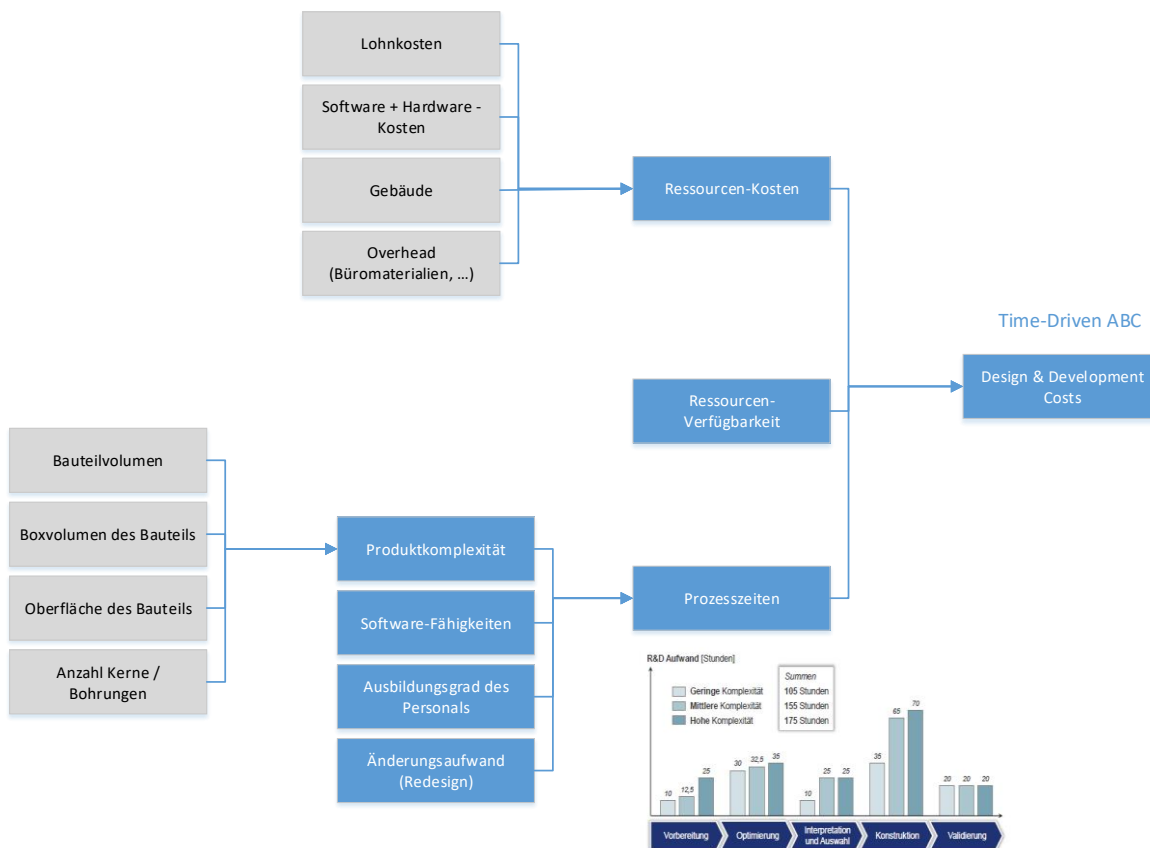 Lohnkosten
Software + Hardware -
Kosten
Gebäude
Overhead
(Büromaterialien, …)
Ressourcen-Kosten
Time-Driven ABC
Design & Development
Costs
Ressourcen-
Verfügbarkeit
Bauteilvolumen
Boxvolumen des Bauteils
Oberfläche des Bauteils
Anzahl Kerne /
Bohrungen
Produktkomplexität
Software-Fähigkeiten
Ausbildungsgrad des
Personals
Änderungsaufwand
(Redesign)
Prozesszeiten
R&D Aufwand [Stunden]
Geringe Komplexität
Mittlere Komplexität
Hohe Komplexität
Summen
105 Stunden
155 Stunden
175 Stunden
10 12,5 25
30 32,5 35
10 25 25
35 65 70
20 20 20
Vorbereitung
Optimierung
Interpretation
und Auswahl
Konstruktion
Validierung